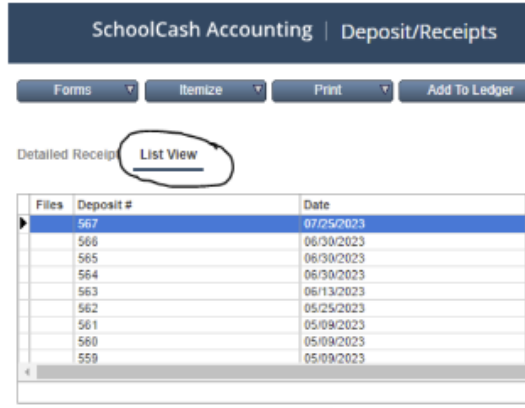 SchoolCash Accounting | Deposit/Receipts
Forms Itemize Print Add To Ledger
Detailed Receipt List View
Files Deposit # Date
567 07/25/2023
566 06/30/2023
565 06/30/2023
564 06/30/2023
563 06/13/2023
562 05/25/2023
561 05/09/2023
560 05/09/2023
559 05/09/2023